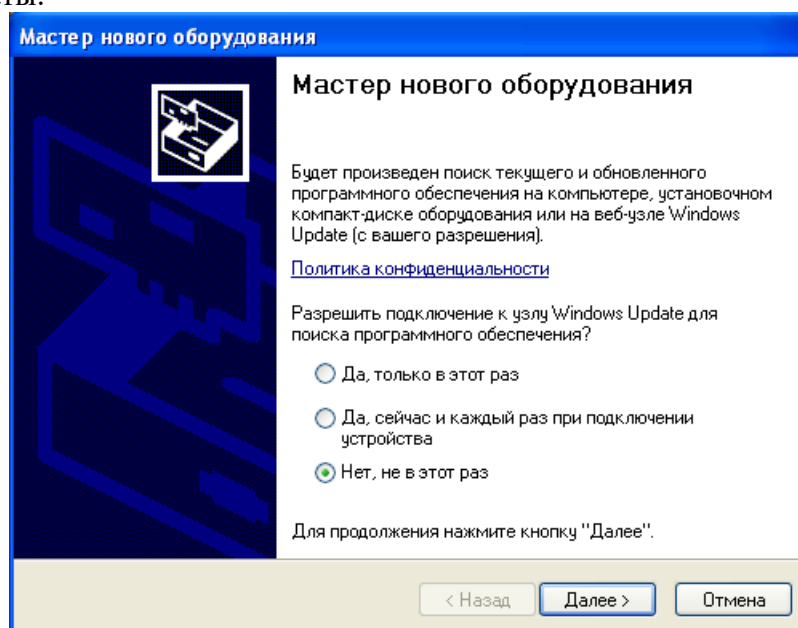 Мастер нового оборудования
Мастер нового оборудования
Будет произведен поиск текущего и обновленного
программного обеспечения на компьютере, установочном
компакт-диске оборудования или на веб-узле Windows
Update (с вашего разрешения).
Политика конфиденциальности
Разрешить подключение к узлу Windows Update для
поиска программного обеспечения?
Да, только в этот раз
Да, сейчас и каждый раз при подключении
устройства
Нет, не в этот раз
Для продолжения нажмите кнопку "Далее".
< Назад Далее > Отмена